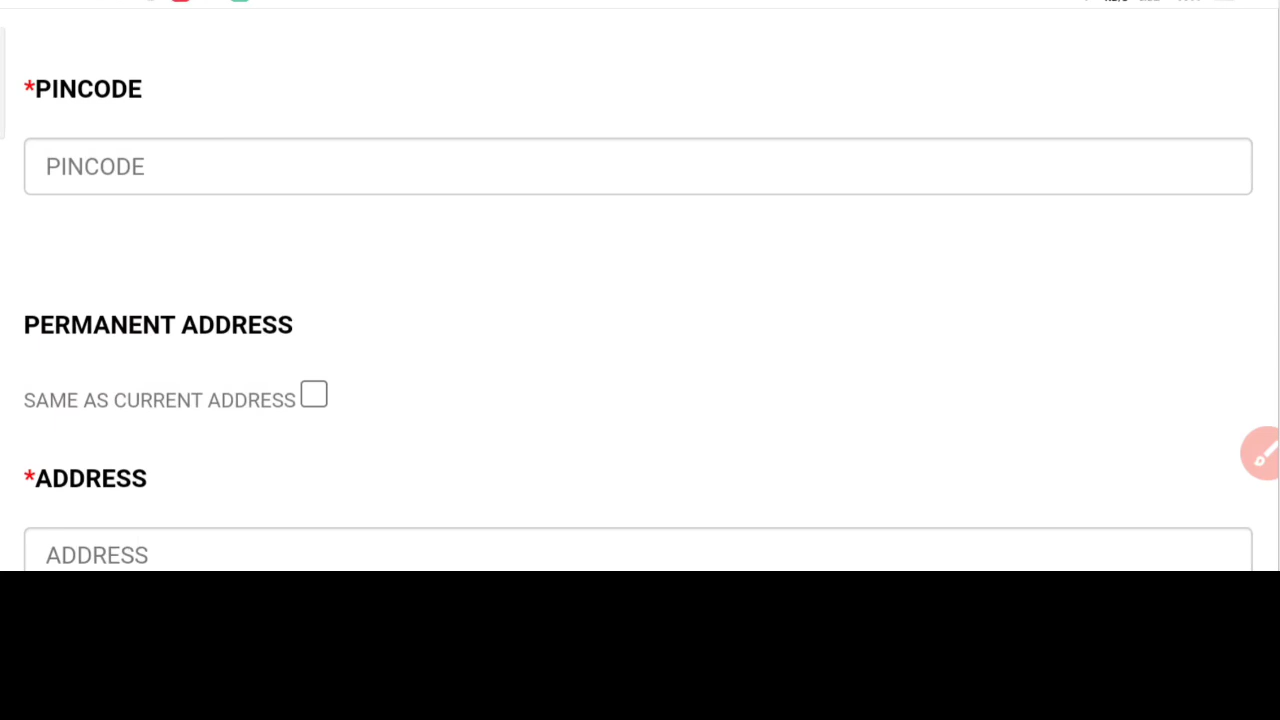 *PINCODE
PINCODE
PERMANENT ADDRESS
SAME AS CURRENT ADDRESS
*ADDRESS
ADDRESS